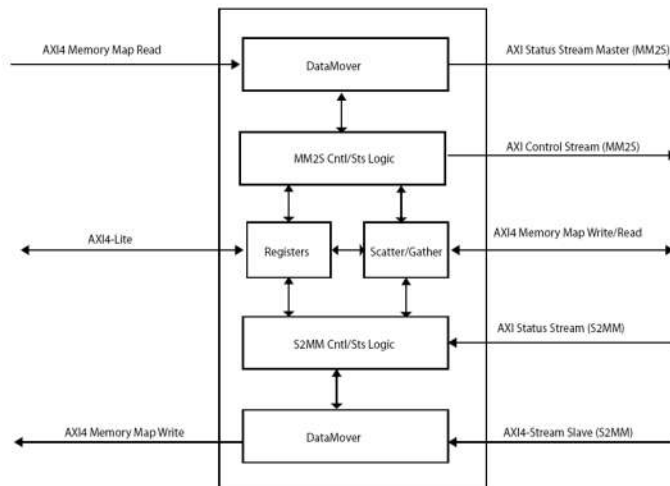 AXI4 Memory Map Read
DataMover
AXI Status Stream Master (MM2S)
MM2S Cntl/Sts Logic
AXI Control Stream (MM2S)
AXI4-Lite
Registers
Scatter/Gather
AXI4 Memory Map Write/Read
S2MM Cntl/Sts Logic
AXI Status Stream (S2MM)
AXI4 Memory Map Write
DataMover
AXI4-Stream Slave (S2MM)